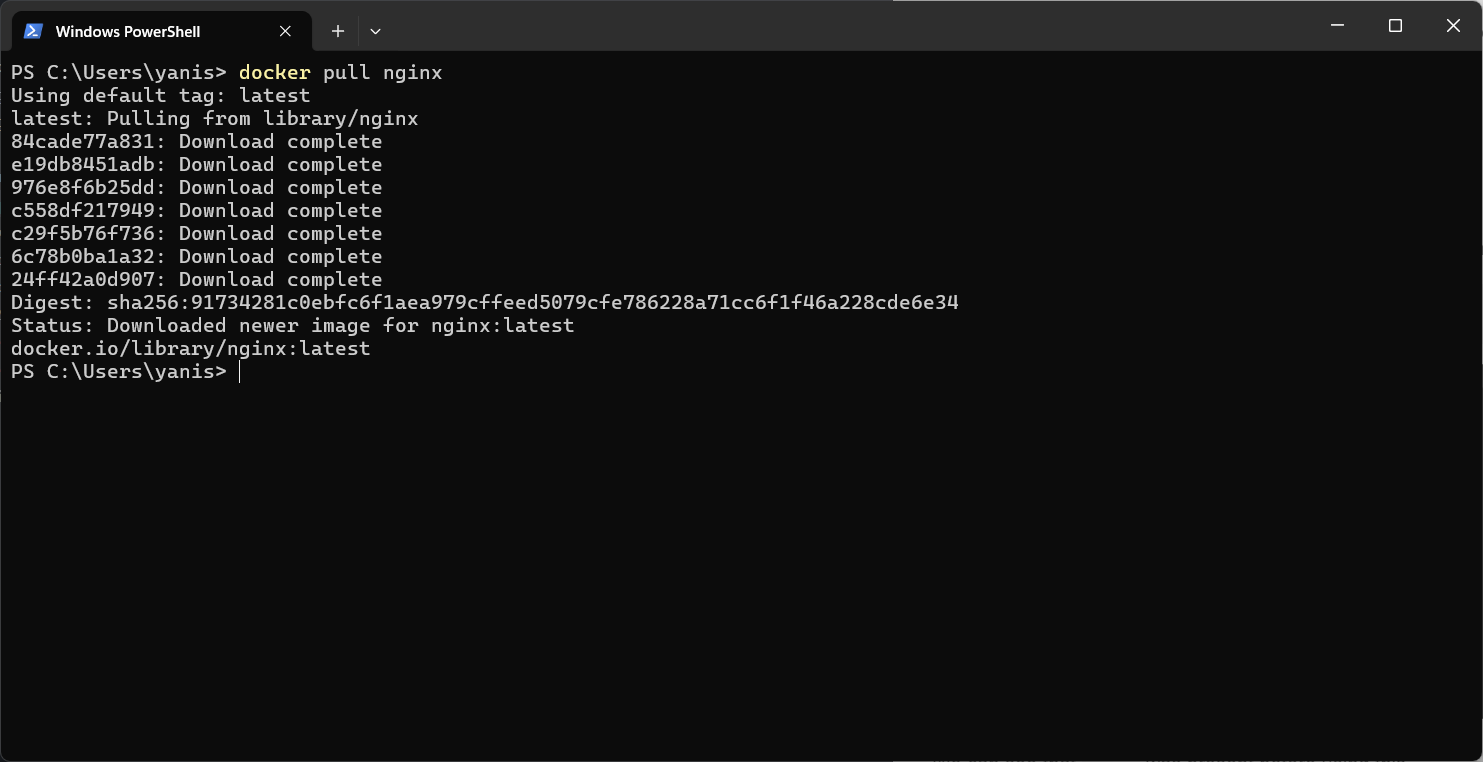 Windows PowerShell
PS C:\Users\yanis> docker pull nginx
Using default tag: latest
latest: Pulling from library/nginx
84cade77a831: Download complete
e19db8451adb: Download complete
976e8f6b25dd: Download complete
c558df217949: Download complete
c29f5b76f736: Download complete
6c78b0ba1a32: Download complete
24ff42a0d907: Download complete
Digest: sha256:91734281c0ebfc6f1aea979cffeed5079cfe786228a71cc6f1f46a228cde6e34
Status: Downloaded newer image for nginx:latest
docker.io/library/nginx:latest
PS C:\Users\yanis>